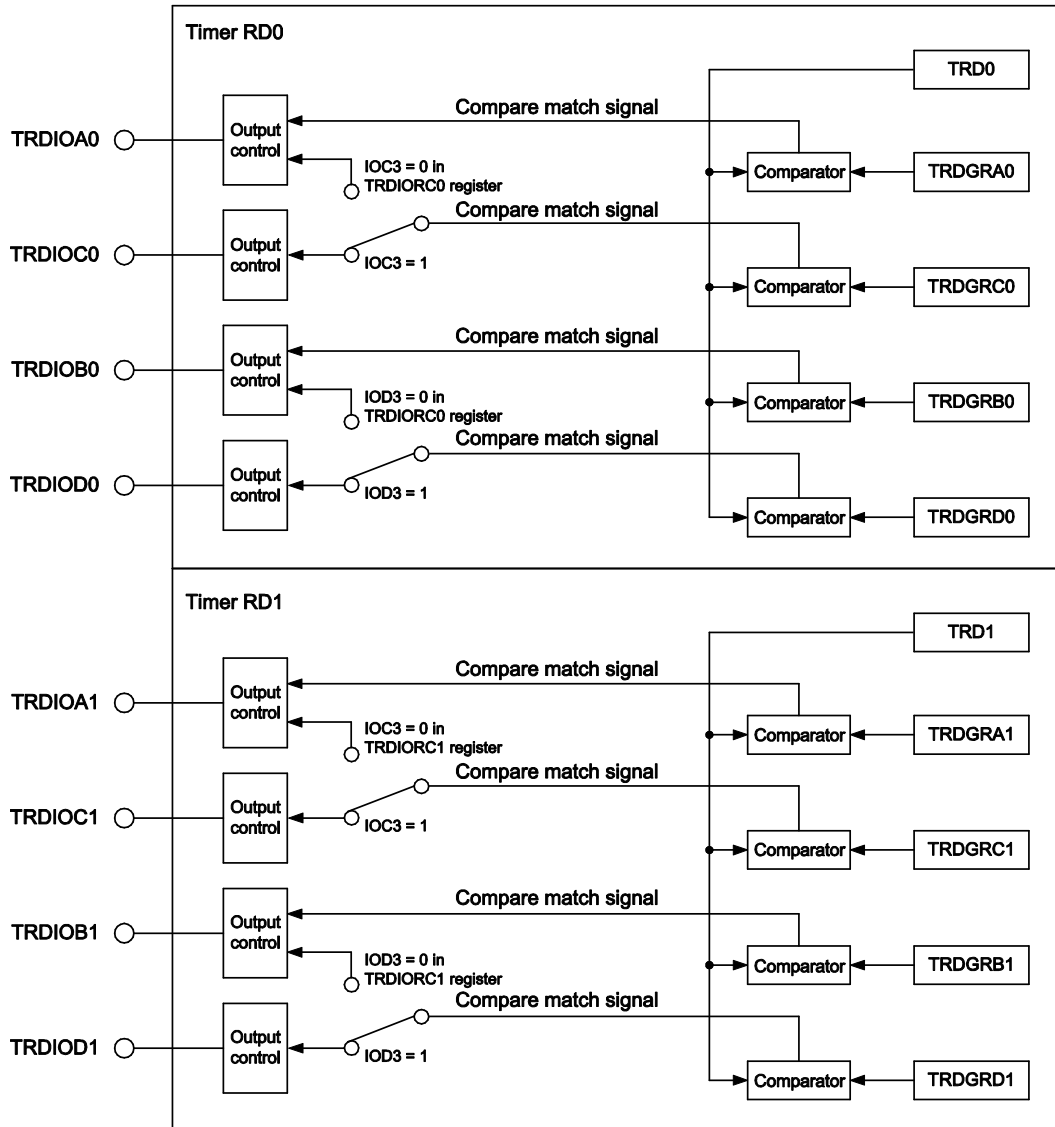 Timer RD0
TRD0
TRDIOA0
Output
control
Compare match signal
IOC3 = 0 in
TRDIORC0 register
Comparator
TRDGRA0
TRDIOC0
Output
control
Compare match signal
IOC3 = 1
Comparator
TRDGRC0
TRDIOB0
Output
control
Compare match signal
IOD3 = 0 in
TRDIORC0 register
Comparator
TRDGRB0
TRDIOD0
Output
control
Compare match signal
IOD3 = 1
Comparator
TRDGRD0
Timer RD1
TRD1
TRDIOA1
Output
control
Compare match signal
IOC3 = 0 in
TRDIORC1 register
Comparator
TRDGRA1
TRDIOC1
Output
control
Compare match signal
IOC3 = 1
Comparator
TRDGRC1
TRDIOB1
Output
control
Compare match signal
IOD3 = 0 in
TRDIORC1 register
Comparator
TRDGRB1
TRDIOD1
Output
control
Compare match signal
IOD3 = 1
Comparator
TRDGRD1